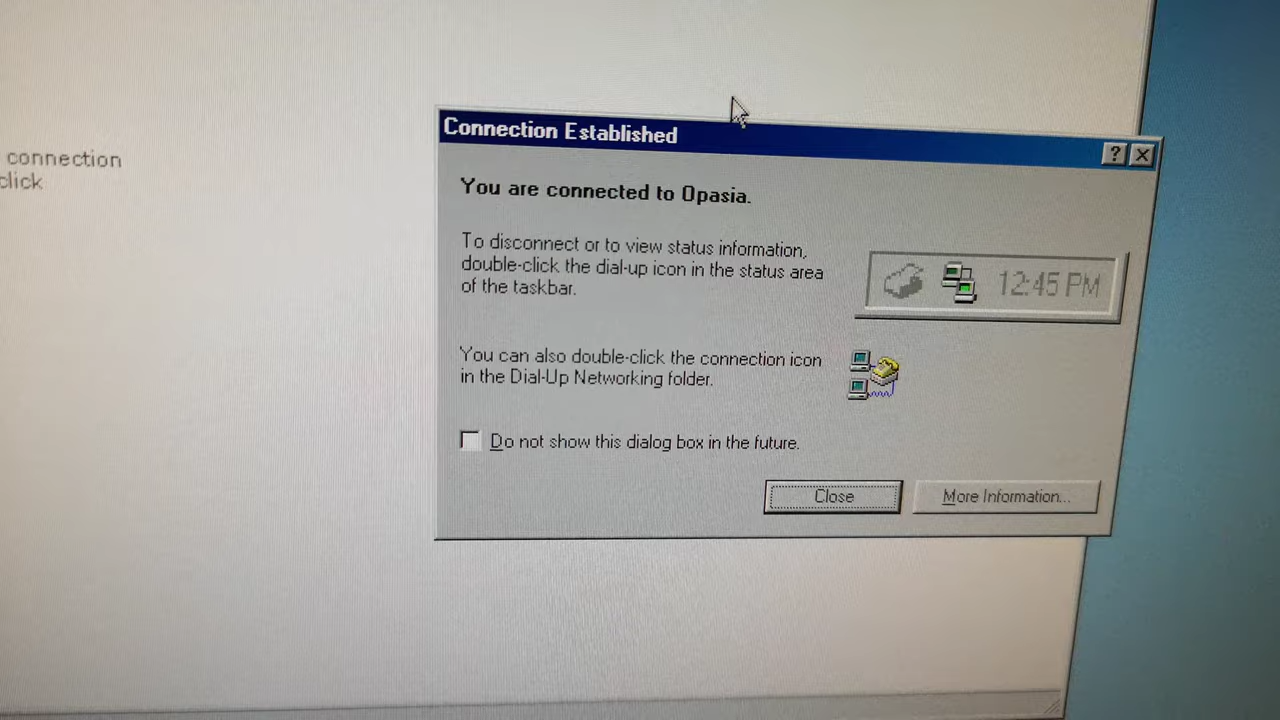 connection
click
Connection Established
You are connected to Opasia.
To disconnect or to view status information,
double-click the dial-up icon in the status area
of the taskbar.
12:45 PM
You can also double-click the connection icon
in the Dial-Up Networking folder.
Do not show this dialog box in the future.
Close
More Information...